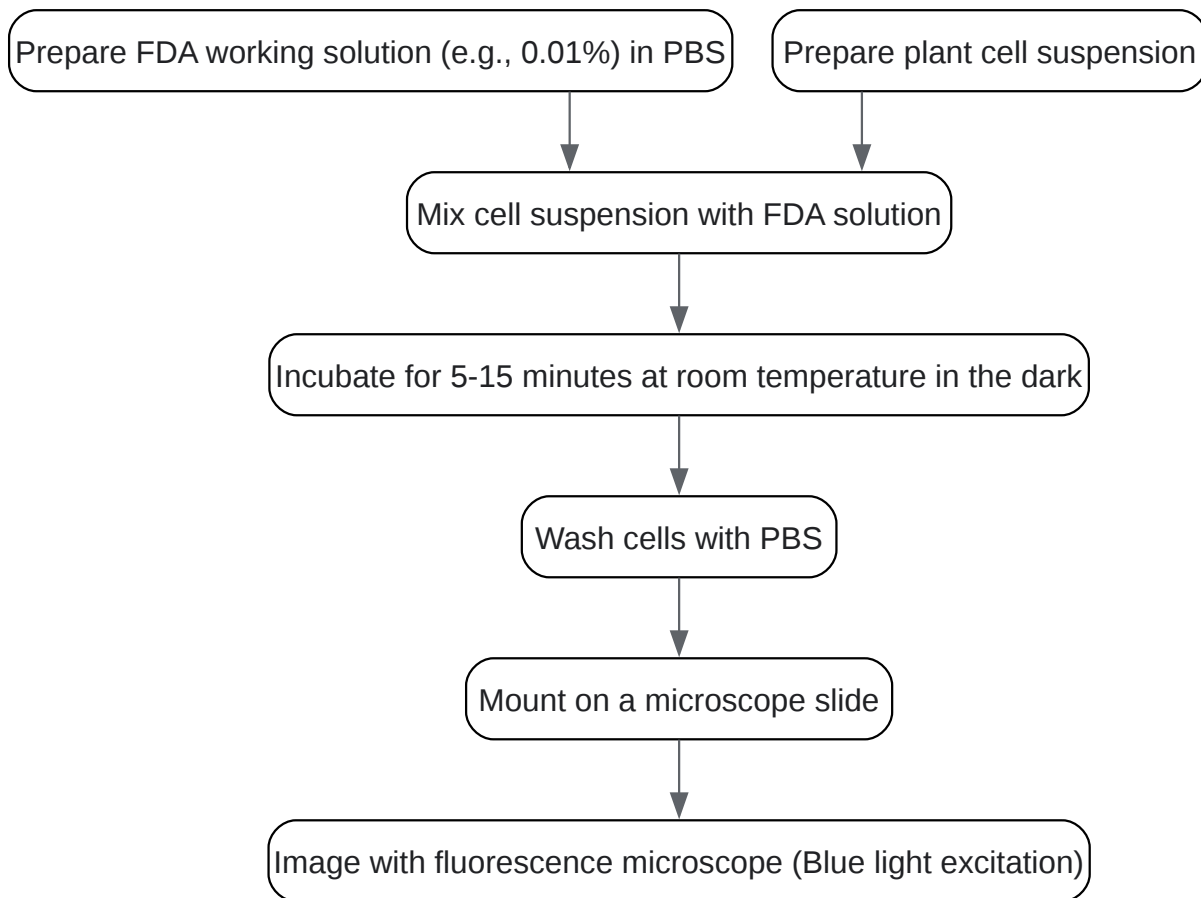 Prepare FDA working solution (e.g., 0.01%) in PBS
Prepare plant cell suspension
Mix cell suspension with FDA solution
Incubate for 5-15 minutes at room temperature in the dark
Wash cells with PBS
Mount on a microscope slide
Image with fluorescence microscope (Blue light excitation)